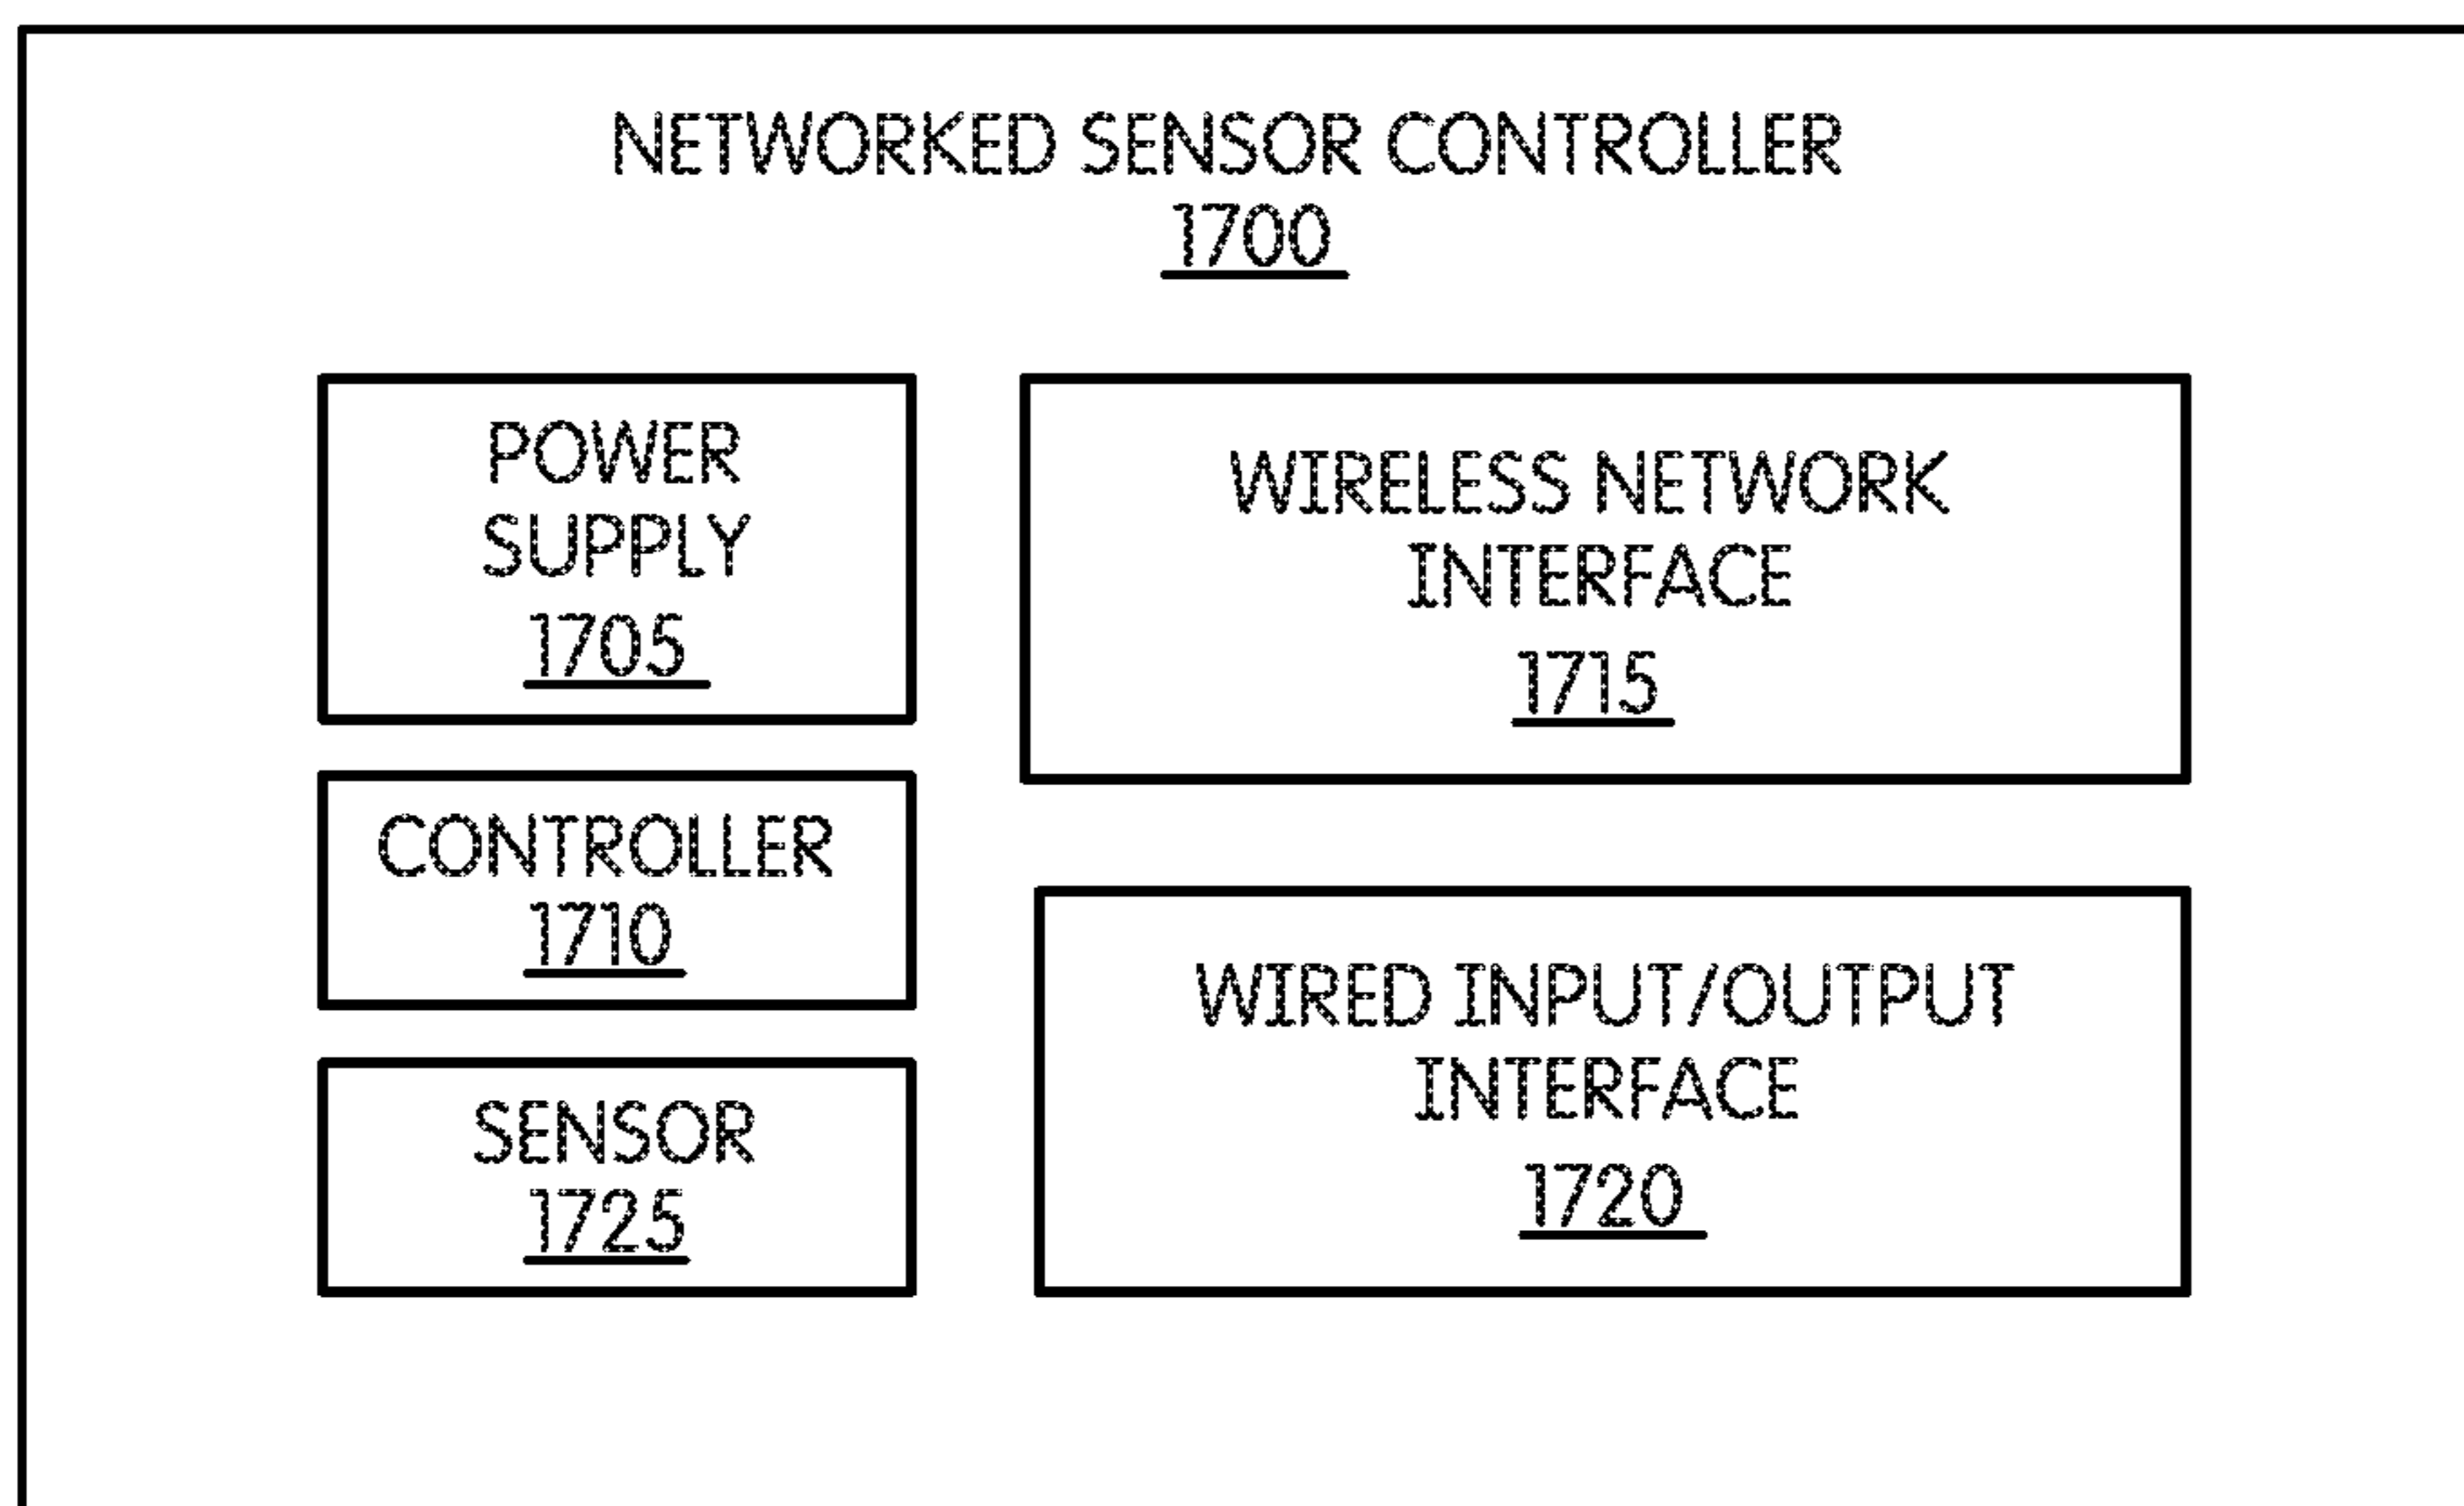 NETWORKED SENSOR CONTROLLER
1700
POWER
SUPPLY
1705
CONTROLLER
1710
SENSOR
1725
WIRELESS NETWORK
INTERFACE
1715
WIRED INPUT/OUTPUT
INTERFACE
1720